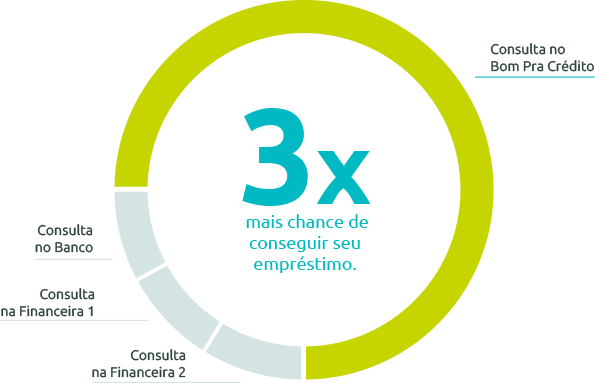 Consulta no
Bom Pra Crédito
3x
mais chance de
conseguir seu
empréstimo.
Consulta
no Banco
Consulta
na Financeira 1
Consulta
na Financeira 2